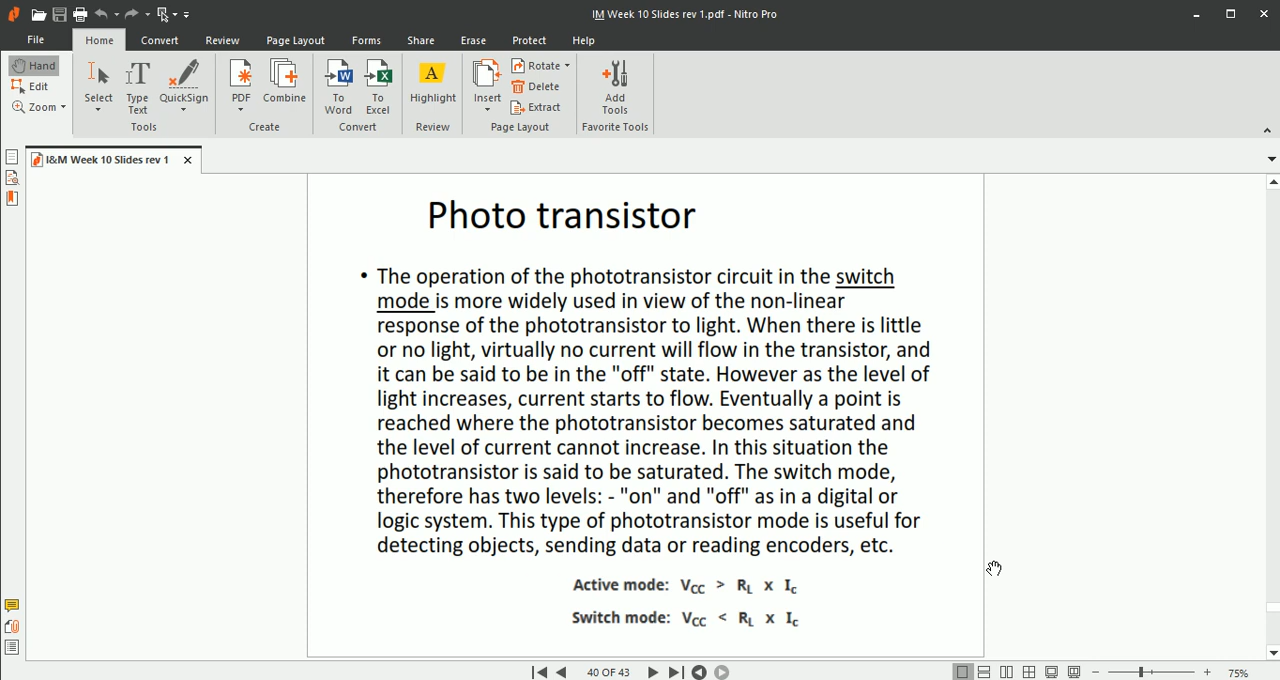 I&M Week 10 Slides rev 1.pdf - Nitro Pro
File Home Convert Review Page Layout Forms Share Erase Protect Help
Hand
Edit
Zoom
Select
Type Text
QuickSign
Tools
PDF
Combine
Create
To Word
To Excel
Convert
Highlight
Review
Insert
Rotate
Delete
Extract
Page Layout
Add Tools
Favorite Tools
I&M Week 10 Slides rev 1
Photo transistor
• The operation of the phototransistor circuit in the switch
mode is more widely used in view of the non-linear
response of the phototransistor to light. When there is little
or no light, virtually no current will flow in the transistor, and
it can be said to be in the "off" state. However as the level of
light increases, current starts to flow. Eventually a point is
reached where the phototransistor becomes saturated and
the level of current cannot increase. In this situation the
phototransistor is said to be saturated. The switch mode,
therefore has two levels: - "on" and "off" as in a digital or
logic system. This type of phototransistor mode is useful for
detecting objects, sending data or reading encoders, etc.
Active mode: VCC > RL x Ic
Switch mode: VCC < RL x Ic
40 OF 43
75%